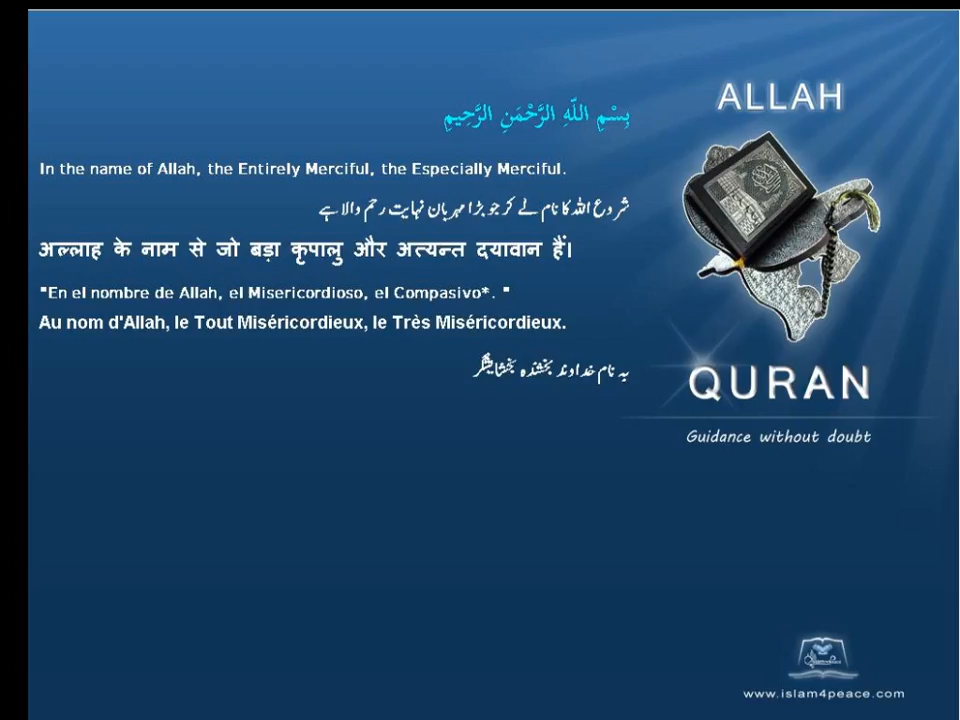 بِسْمِ اللَّهِ الرَّحْمَنِ الرَّحِيمِ
In the name of Allah, the Entirely Merciful, the Especially Merciful.
شروع الله کا نام لے کر جو بڑا مہربان نہایت رحم والا ہے
अल्लाह के नाम से जो बड़ा कृपालु और अत्यन्त दयावान हैं।
"En el nombre de Allah, el Misericordioso, el Compasivo*. "
Au nom d'Allah, le Tout Miséricordieux, le Très Miséricordieux.
به نام خداوند بخشنده بخشایشگر
ALLAH
QURAN
Guidance without doubt
www.islam4peace.com